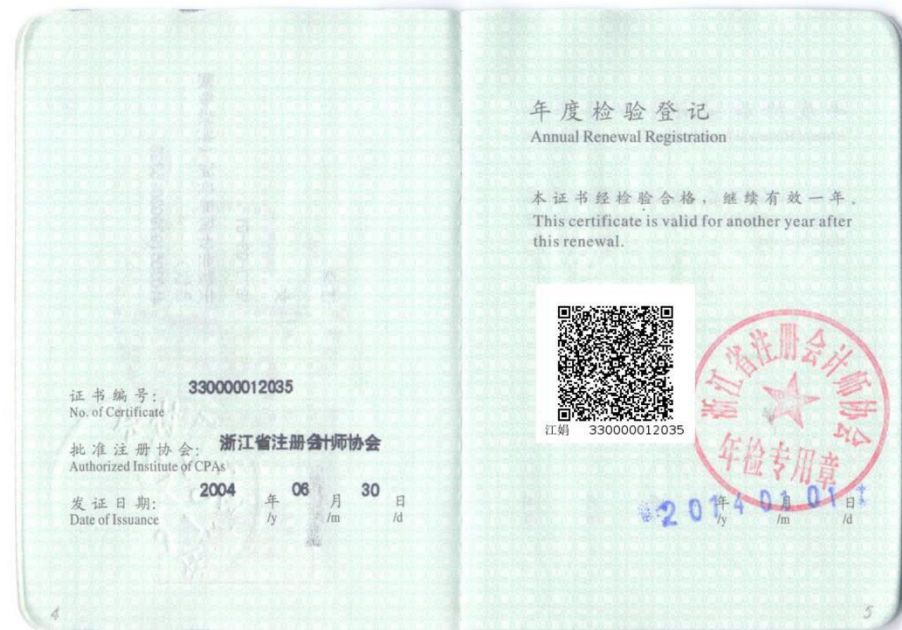 证书编号: 330000012035
No. of Certificate
批准注册协会: 浙江省注册会计师协会
Authorized Institute of CPAs
发证日期: 2004 年 06 月 30 日
Date of Issuance /y /m /d
4
年度检验登记
Annual Renewal Registration
本证书经检验合格，继续有效一年。
This certificate is valid for another year after
this renewal.
江娟 330000012035
浙江省注册会计师协会
年检专用章
2014 年 01 月 01 日
/y /m /d
5